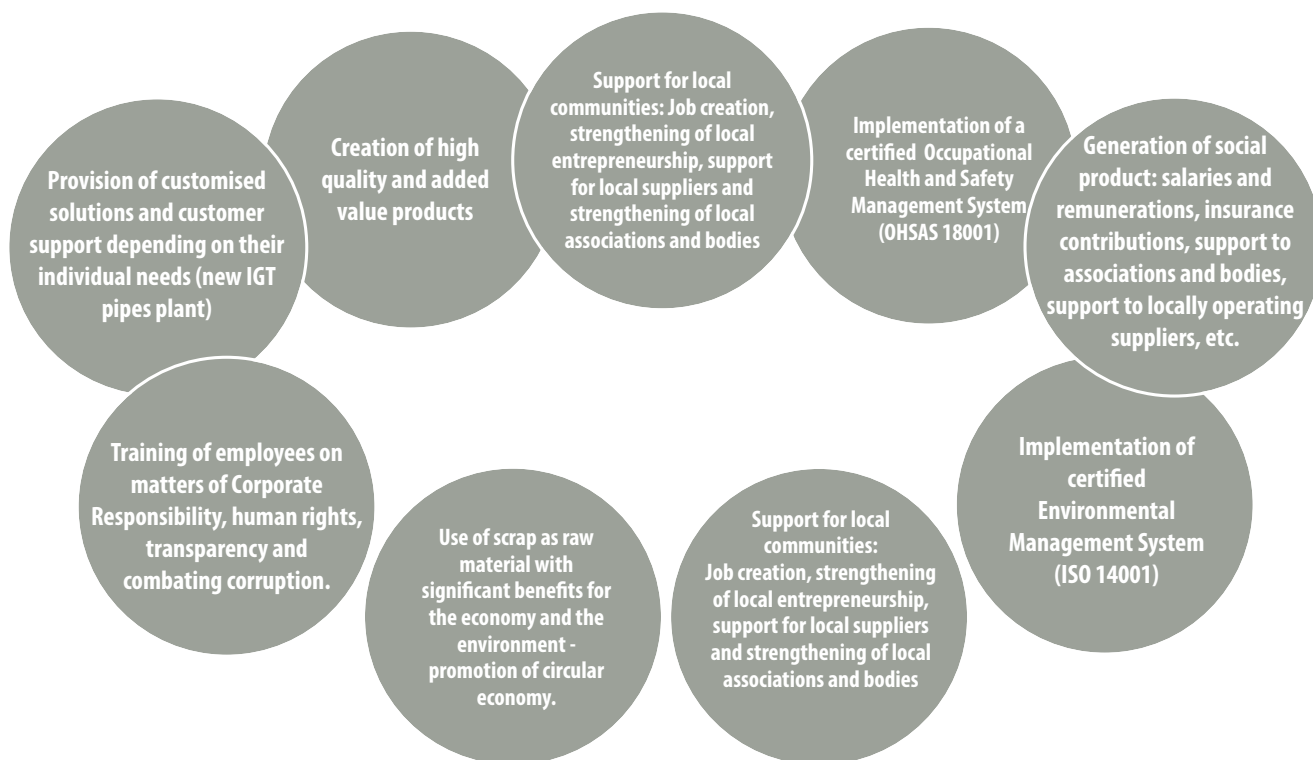 Provision of customised
solutions and customer
support depending on their
individual needs (new IGT
pipes plant)
Creation of high
quality and added
value products
Support for local
communities: Job creation,
strengthening of local
entrepreneurship, support
for local suppliers and
strengthening of local
associations and bodies
Implementation of a
certified Occupational
Health and Safety
Management System
(OHSAS 18001)
Generation of social
product: salaries and
remunerations, insurance
contributions, support to
associations and bodies,
support to locally operating
suppliers, etc.
Training of employees on
matters of Corporate
Responsibility, human rights,
transparency and
combating corruption.
Use of scrap as raw
material with
significant benefits for
the economy and the
environment -
promotion of circular
economy.
Support for local
communities:
Job creation, strengthening
of local entrepreneurship,
support for local suppliers
and strengthening of local
associations and bodies
Implementation of
certified
Environmental
Management System
(ISO 14001)